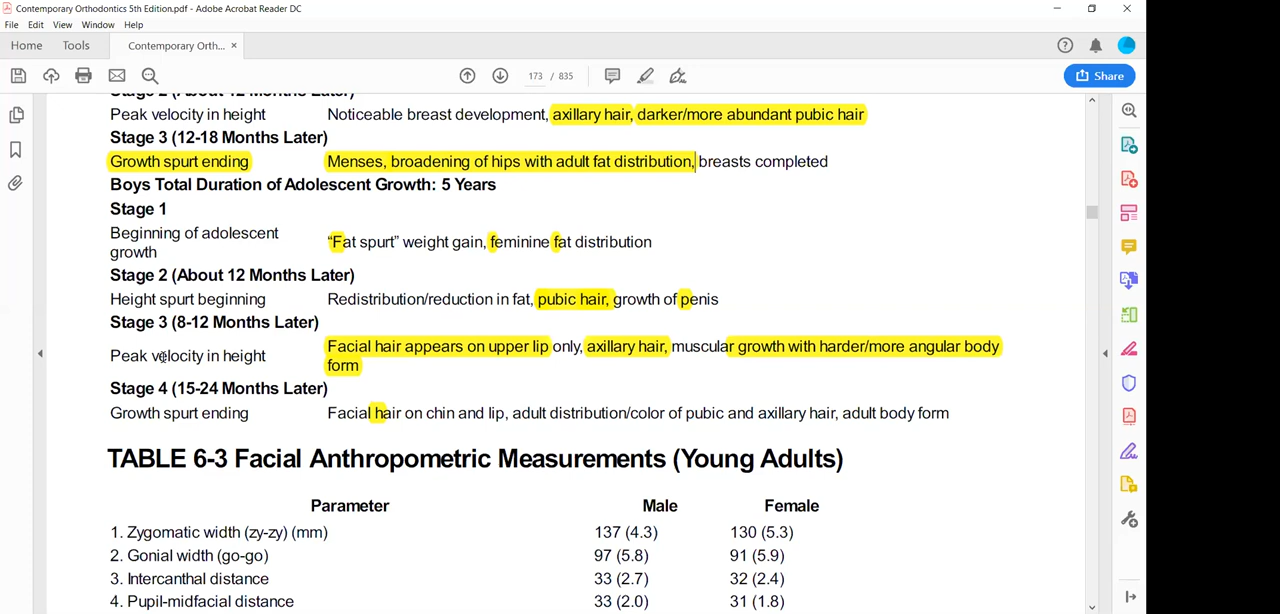 Contemporary Orthodontics 5th Edition.pdf - Adobe Acrobat Reader DC
File Edit View Window Help
Home Tools Contemporary Orth... ×
173 / 835
Share
Stage 2 (About 12 Months Later)
Peak velocity in height Noticeable breast development, axillary hair, darker/more abundant pubic hair
Stage 3 (12-18 Months Later)
Growth spurt ending Menses, broadening of hips with adult fat distribution, breasts completed
Boys Total Duration of Adolescent Growth: 5 Years
Stage 1
Beginning of adolescent growth “Fat spurt” weight gain, feminine fat distribution
Stage 2 (About 12 Months Later)
Height spurt beginning Redistribution/reduction in fat, pubic hair, growth of penis
Stage 3 (8-12 Months Later)
Peak velocity in height Facial hair appears on upper lip only, axillary hair, muscular growth with harder/more angular body
form
Stage 4 (15-24 Months Later)
Growth spurt ending Facial hair on chin and lip, adult distribution/color of pubic and axillary hair, adult body form
TABLE 6-3 Facial Anthropometric Measurements (Young Adults)
Parameter Male Female
1. Zygomatic width (zy-zy) (mm) 137 (4.3) 130 (5.3)
2. Gonial width (go-go) 97 (5.8) 91 (5.9)
3. Intercanthal distance 33 (2.7) 32 (2.4)
4. Pupil-midfacial distance 33 (2.0) 31 (1.8)